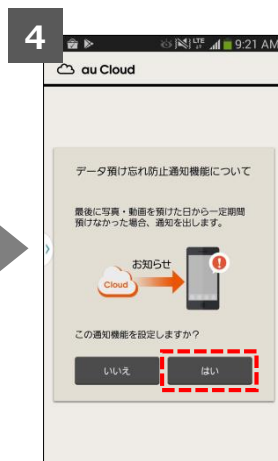 4
LTE 9:21 AM
au Cloud
データ預け忘れ防止通知機能について
最後に写真・動画を預けた日から一定期間
預けなかった場合、通知を出します。
お知らせ
Cloud
この通知機能を設定しますか?
いいえ
はい